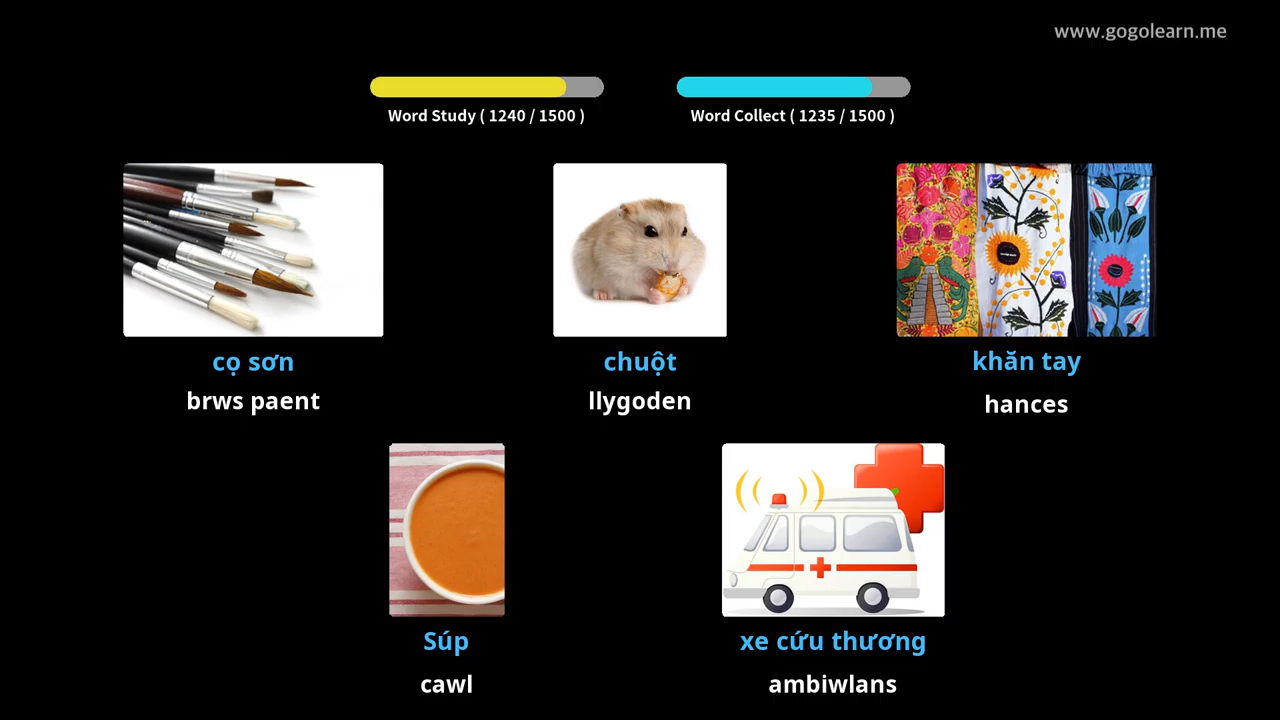 www.gogolearn.me
Word Study ( 1240 / 1500 )
Word Collect ( 1235 / 1500 )
cọ sơn
brws paent
chuột
llygoden
khăn tay
hances
Súp
cawl
xe cứu thương
ambiwlans